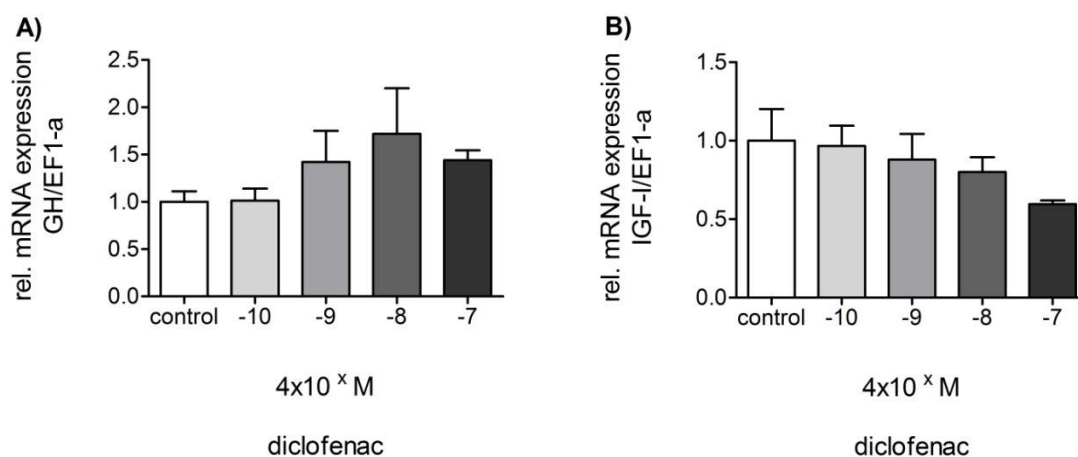 A)
rel. mRNA expression
GH/EF1-a
2.5
2.0
1.5
1.0
0.5
0.0
control -10 -9 -8 -7
4x10 x M
diclofenac
B)
rel. mRNA expression
IGF-I/EF1-a
1.5
1.0
0.5
0.0
control -10 -9 -8 -7
4x10 x M
diclofenac